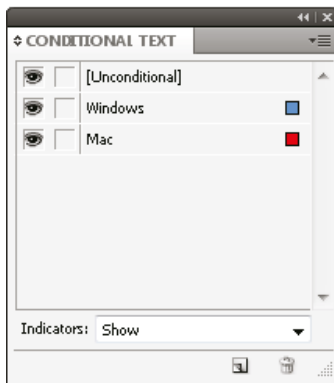 CONDITIONAL TEXT
[Unconditional]
Windows
Mac
Indicators: Show